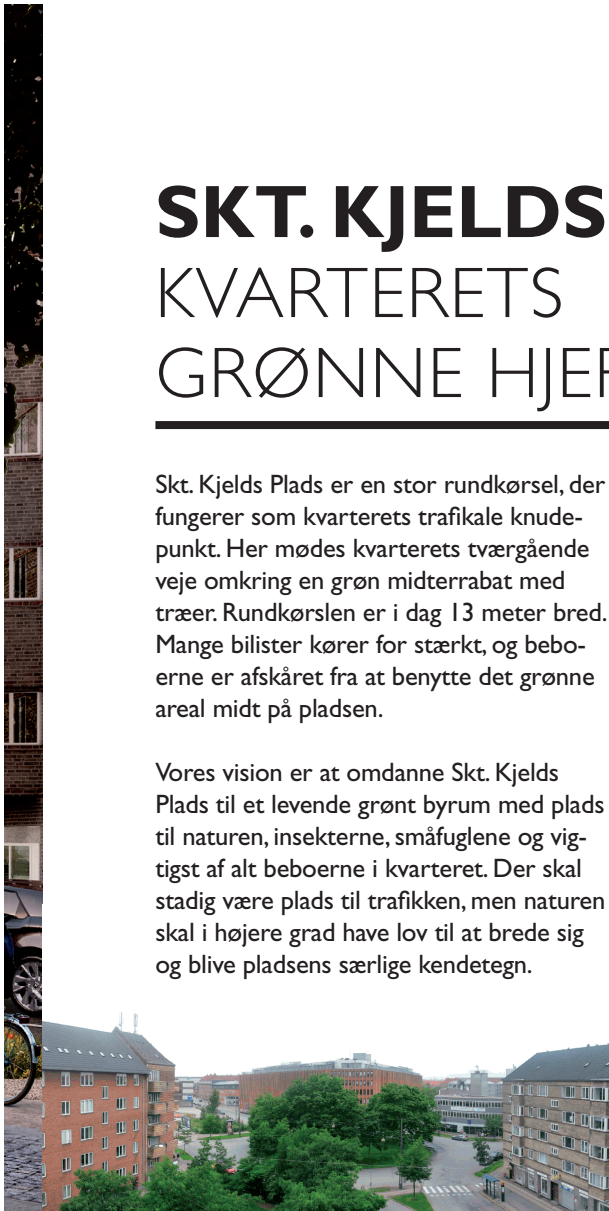 SKT. KJELDS
KVARTERETS
GRØNNE
Skt. Kjelds Plads er en stor rundkørsel, der
fungerer som kvarterets trafikale knude-
punkt. Her mødes kvarterets tværgående
veje omkring en grøn midterrabat med
træer. Rundkørslen er i dag 13 meter bred.
Mange bilister kører for stærkt, og bebo-
erne er afskåret fra at benytte det grønne
areal midt på pladsen.
Vores vision er at omdanne Skt. Kjelds
Plads til et levende grønt byrum med plads
til naturen, insekterne, småfuglene og vig-
tigst af alt beboerne i kvarteret. Der skal
stadig være plads til trafikken, men naturen
skal i højere grad have lov til at brede sig
og blive pladsens særlige kendetegn.